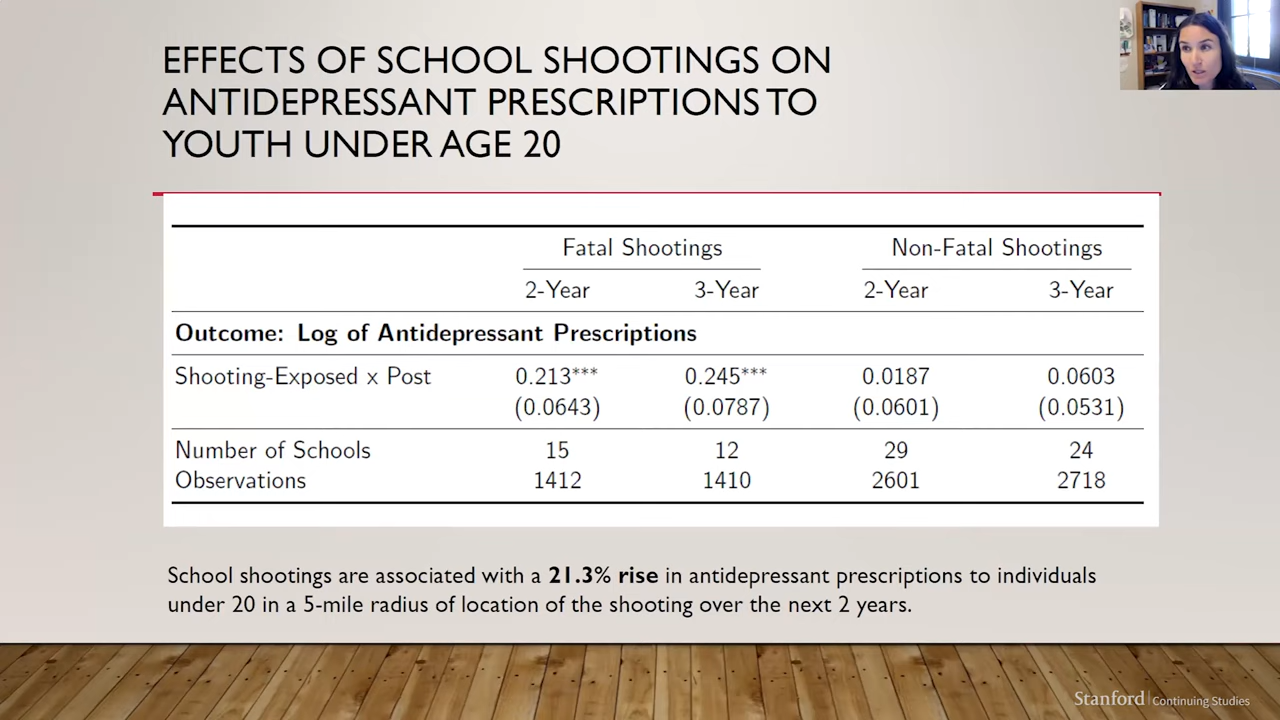 EFFECTS OF SCHOOL SHOOTINGS ON
ANTIDEPRESSANT PRESCRIPTIONS TO
YOUTH UNDER AGE 20
Fatal Shootings Non-Fatal Shootings
2-Year 3-Year 2-Year 3-Year
Outcome: Log of Antidepressant Prescriptions
Shooting-Exposed x Post 0.213*** 0.245*** 0.0187 0.0603
(0.0643) (0.0787) (0.0601) (0.0531)
Number of Schools 15 12 29 24
Observations 1412 1410 2601 2718
School shootings are associated with a 21.3% rise in antidepressant prescriptions to individuals
under 20 in a 5-mile radius of location of the shooting over the next 2 years.
Stanford | Continuing Studies